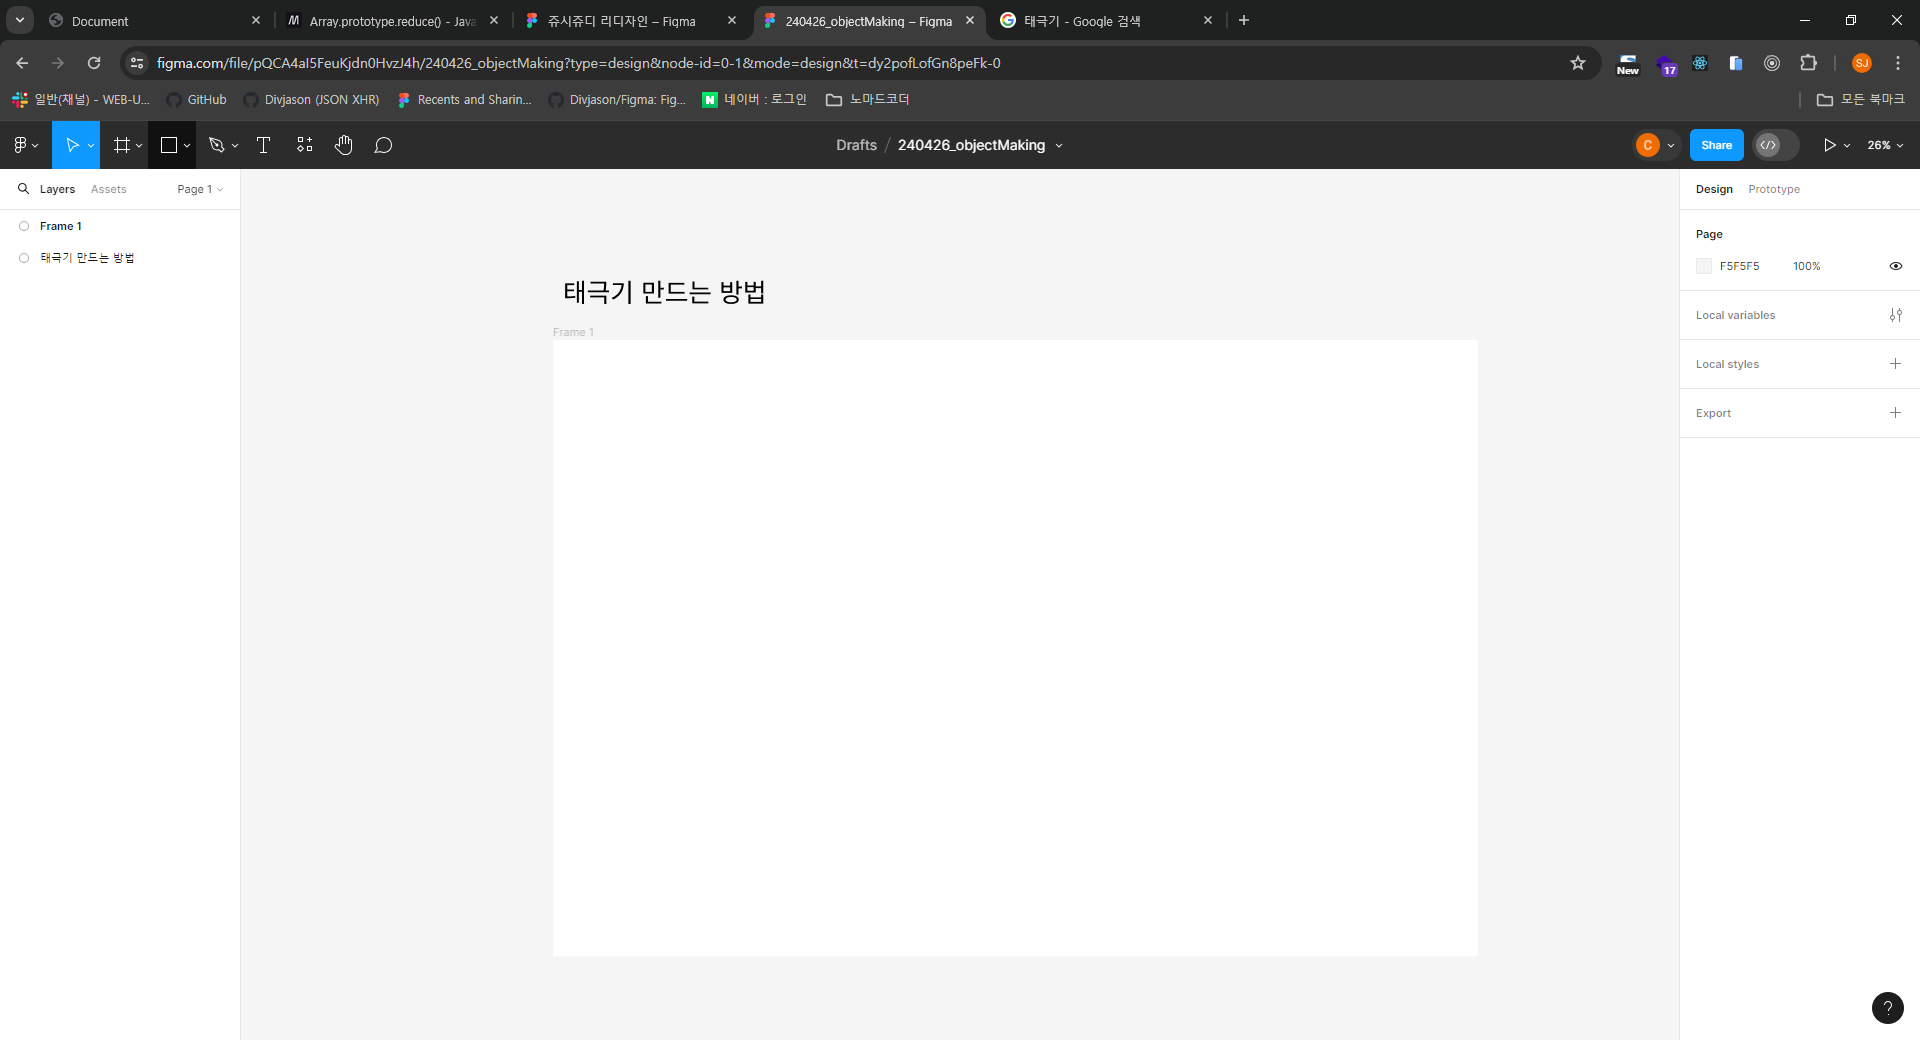 Document
Array.prototype.reduce() - Java
쥬시쥬디 리디자인 – Figma
240426_objectMaking – Figma
태극기 - Google 검색
figma.com/file/pQCA4aI5FeuKjdn0HvzJ4h/240426_objectMaking?type=design&node-id=0-1&mode=design&t=dy2pofLofGn8peFk-0
New
17
SJ
일반(채널) - WEB-U...
GitHub
Divjason (JSON XHR)
Recents and Sharin...
Divjason/Figma: Fig...
N
네이버 : 로그인
노마드코더
모든 북마크
Drafts / 240426_objectMaking
C
Share
26%
Layers
Assets
Page 1
Frame 1
태극기 만드는 방법
태극기 만드는 방법
Frame 1
Design
Prototype
Page
F5F5F5
100%
Local variables
Local styles
Export
?